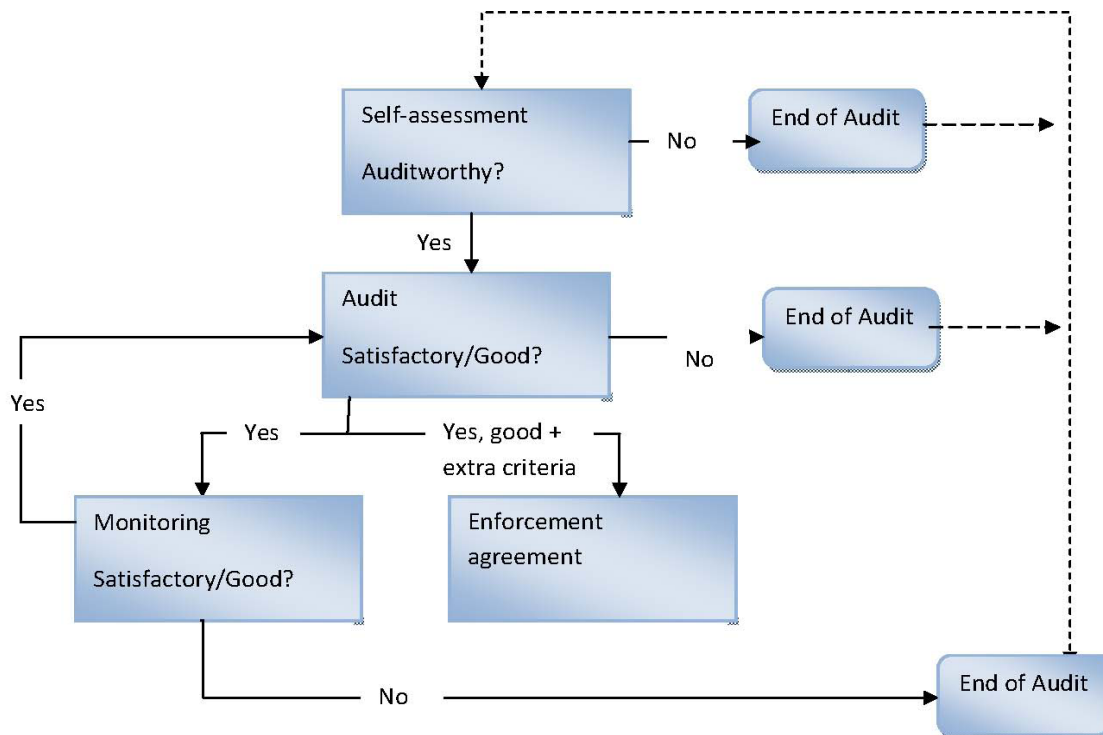 Self-assessment
Auditworthy?
No
End of Audit
Yes
Audit
Satisfactory/Good?
No
End of Audit
Yes
Yes
Yes, good +
extra criteria
Monitoring
Satisfactory/Good?
Enforcement
agreement
No
End of Audit